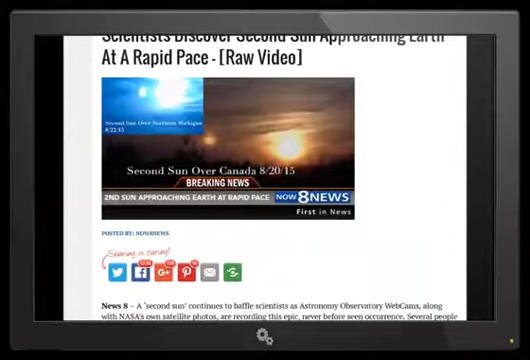 Scientists Discover Second Sun Approaching Earth
At A Rapid Pace - [Raw Video]
Second Sun Over Northern Michigan
8/22/15
Second Sun Over Canada 8/20/15
BREAKING NEWS
2ND SUN APPROACHING EARTH AT RAPID PACE NOW8NEWS
First in News
POSTED BY: NOW8NEWS
Sharing is caring!
News 8 – A 'second sun' continues to baffle scientists as Astronomy Observatory WebCams, along
with NASA's own satellite photos, are recording this epic, never before seen occurrence. Several people